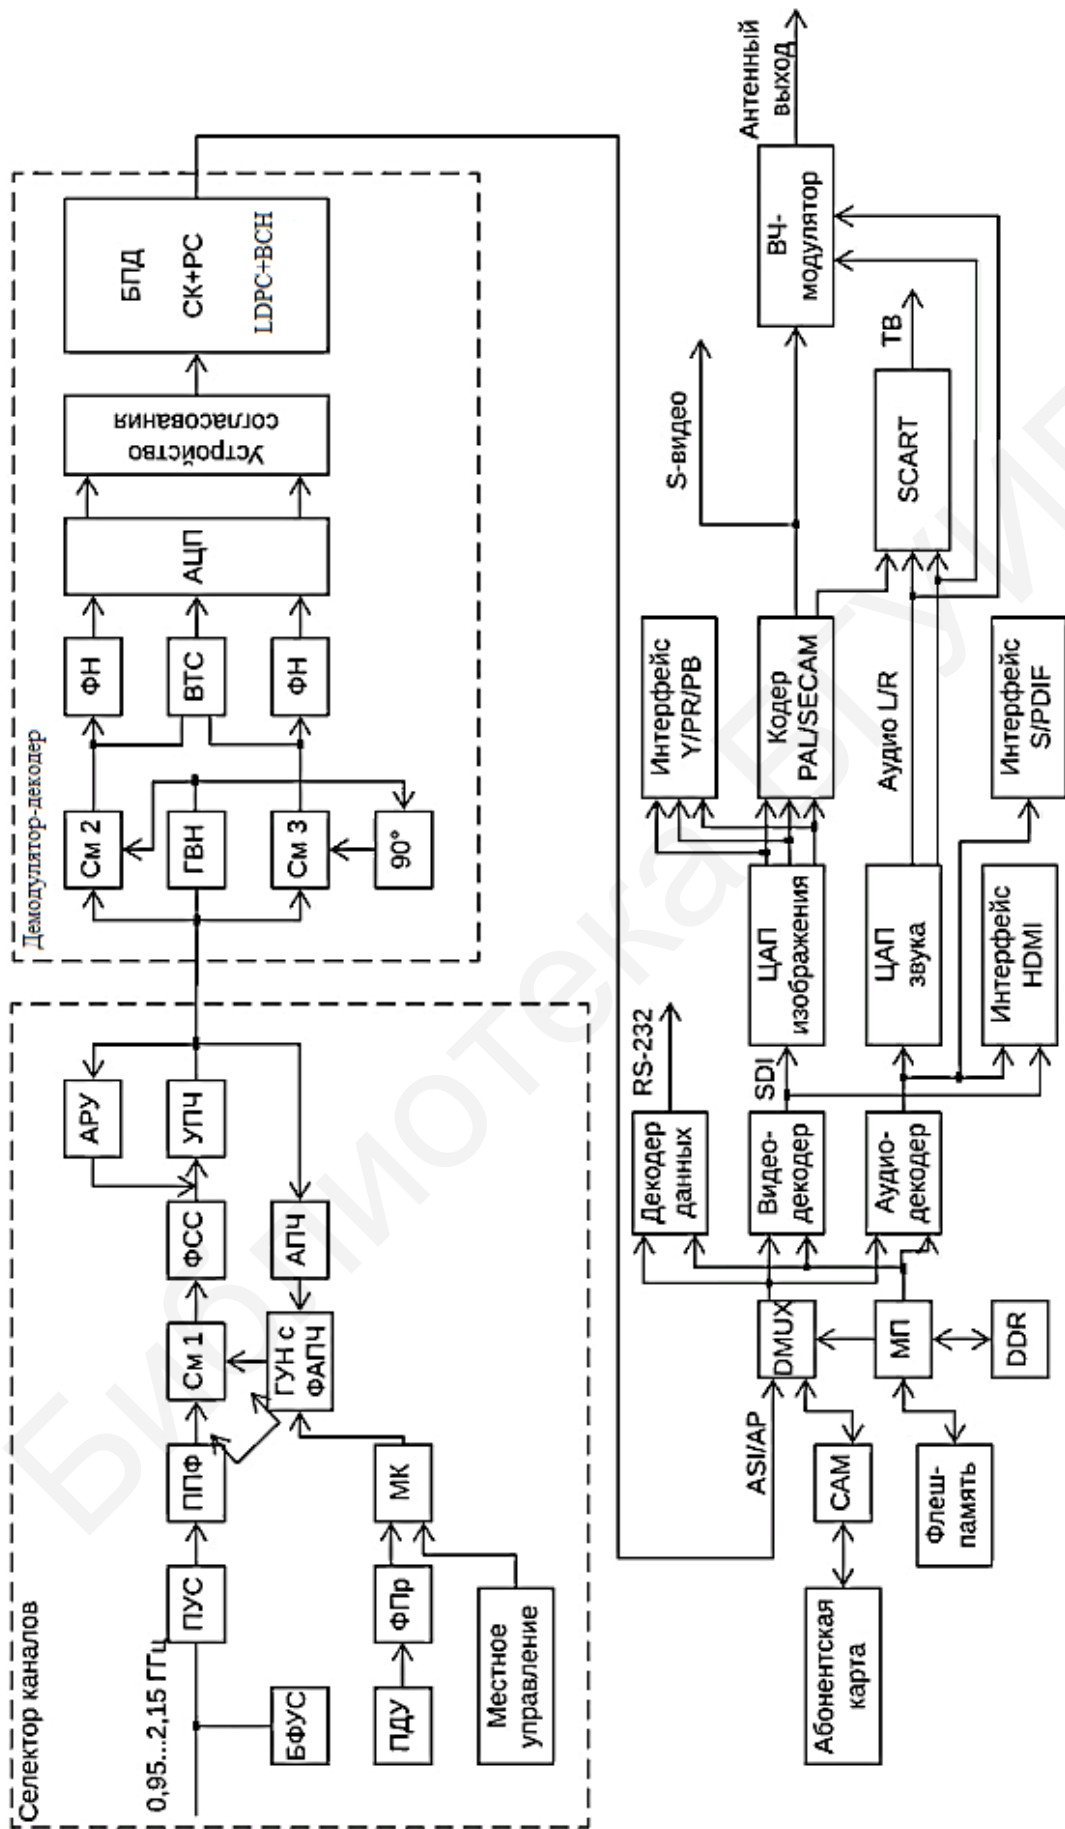 Селектор каналов
0,95...2,15 ГГц
ПУС
ППФ
См 1
ФСС
УПЧ
АРУ
БФУС
ГУН с
ФАПЧ
АПЧ
ПДУ
ФПр
МК
Местное
управление
Демодулятор-декодер
См 2
ГВН
См 3
90°
ФН
ВТС
ФН
АЦП
Устройство
согласования
БПД
СК+РС
LDPC+BCH
ASI/AP
Абонентская
карта
CAM
Флеш-
память
DMUX
МП
DDR
Декодер
данных
RS-232
Видео-
декодер
SDI
Аудио-
декодер
ЦАП
изображения
ЦАП
звука
Интерфейс
HDMI
Интерфейс
Y/PR/PB
Кодер
PAL/SECAM
Аудио L/R
Интерфейс
S/PDIF
S-видео
SCART
ТВ
ВЧ-
модулятор
Антенный
выход
Библиотека БГУИР